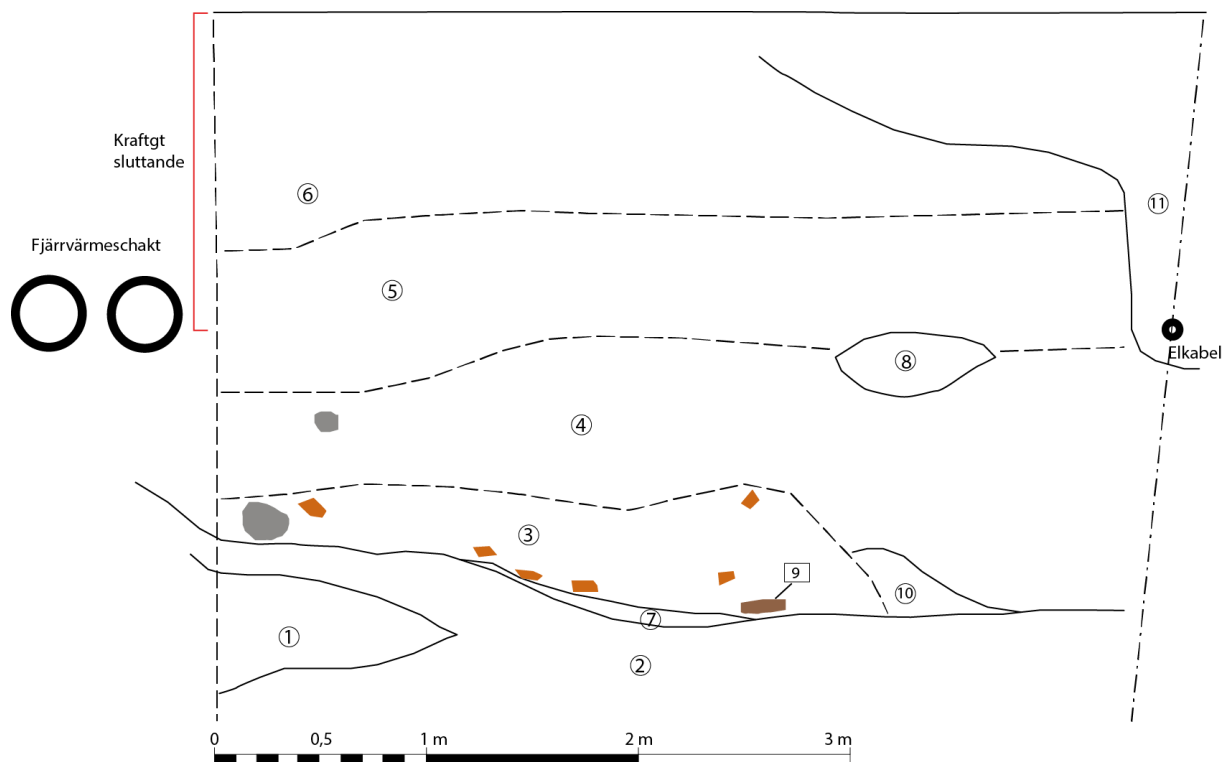 Kraftgt
sluttande
⑥
⑪
Fjärrvärmeschakt
⑤
Elkabel
⑧
④
③
9
⑩
⑦
①
②
0 0,5 1 m 2 m 3 m